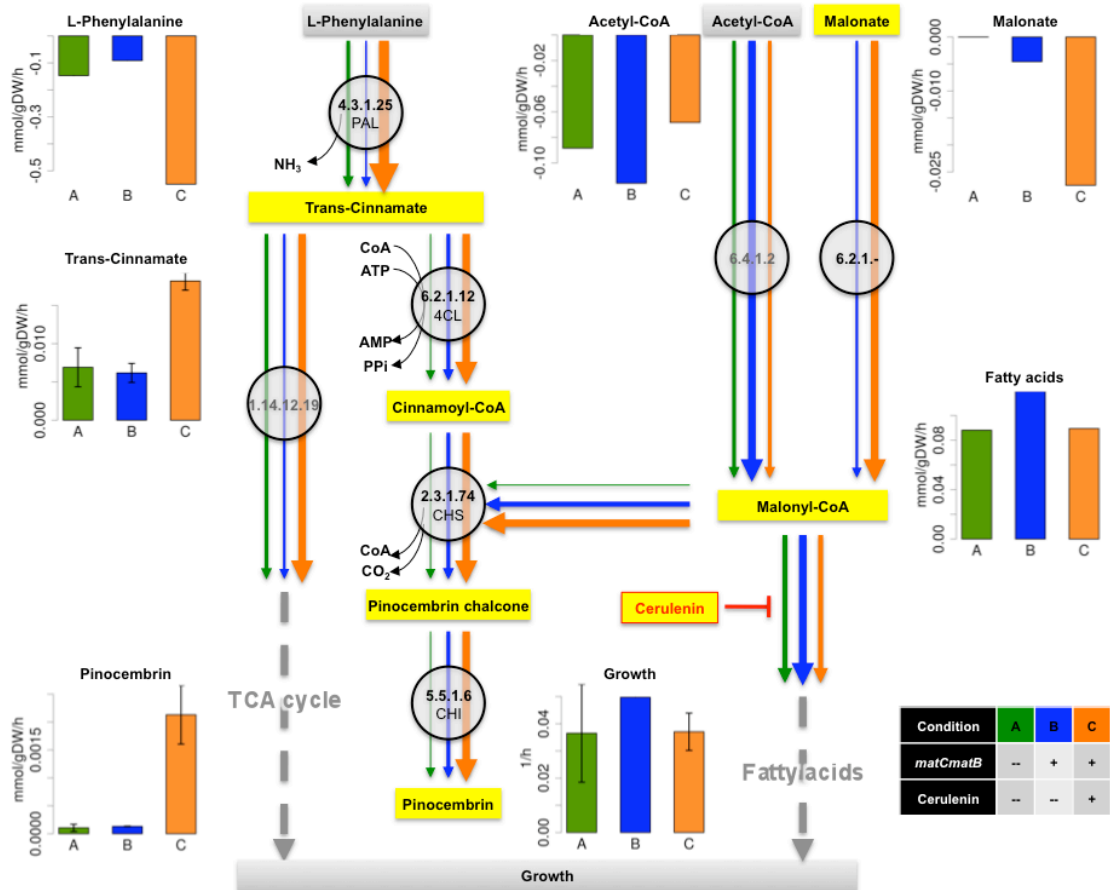 L-Phenylalanine
mmol/gDW/h
-0.1
-0.3
-0.5
A B C
L-Phenylalanine
4.3.1.25
PAL
NH3
Trans-Cinnamate
Acetyl-CoA
mmol/gDW/h
-0.02
-0.06
-0.10
A B C
Acetyl-CoA
Malonate
Malonate
mmol/gDW/h
0.000
-0.010
-0.025
A B C
Trans-Cinnamate
mmol/gDW/h
0.010
0.000
A B C
CoA
ATP
6.2.1.12
4CL
AMP
PPi
6.4.1.2
6.2.1.-
1.14.12.19
Cinnamoyl-CoA
Fatty acids
mmol/gDW/h
0.08
0.04
0.00
A B C
2.3.1.74
CHS
CoA
CO2
Malonyl-CoA
Pinocembrin chalcone
Cerulenin
Pinocembrin
mmol/gDW/h
0.0015
0.0000
A B C
TCA cycle
5.5.1.6
CHI
Pinocembrin
Growth
1/h
0.04
0.02
0.00
A B C
Fattylacids
Condition A B C
matCmatB -- + +
Cerulenin -- -- +
Growth